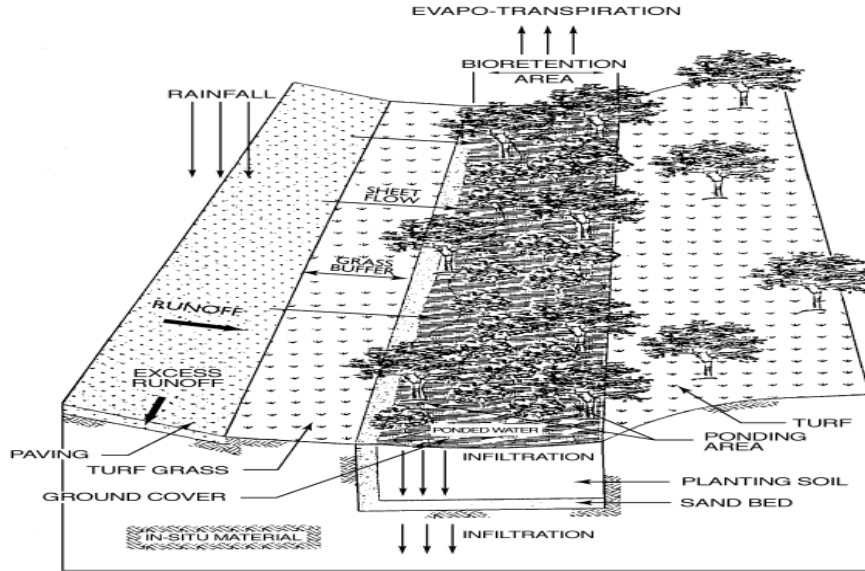 EVAPO-TRANSPIRATION
BIORETENTION
AREA
RAINFALL
SHEET
FLOW
GRASS
BUFFER
RUNOFF
EXCESS
RUNOFF
PAVING
TURF GRASS
GROUND COVER
PONDED WATER
INFILTRATION
TURF
PONDING
AREA
PLANTING SOIL
SAND BED
IN-SITU MATERIAL
INFILTRATION